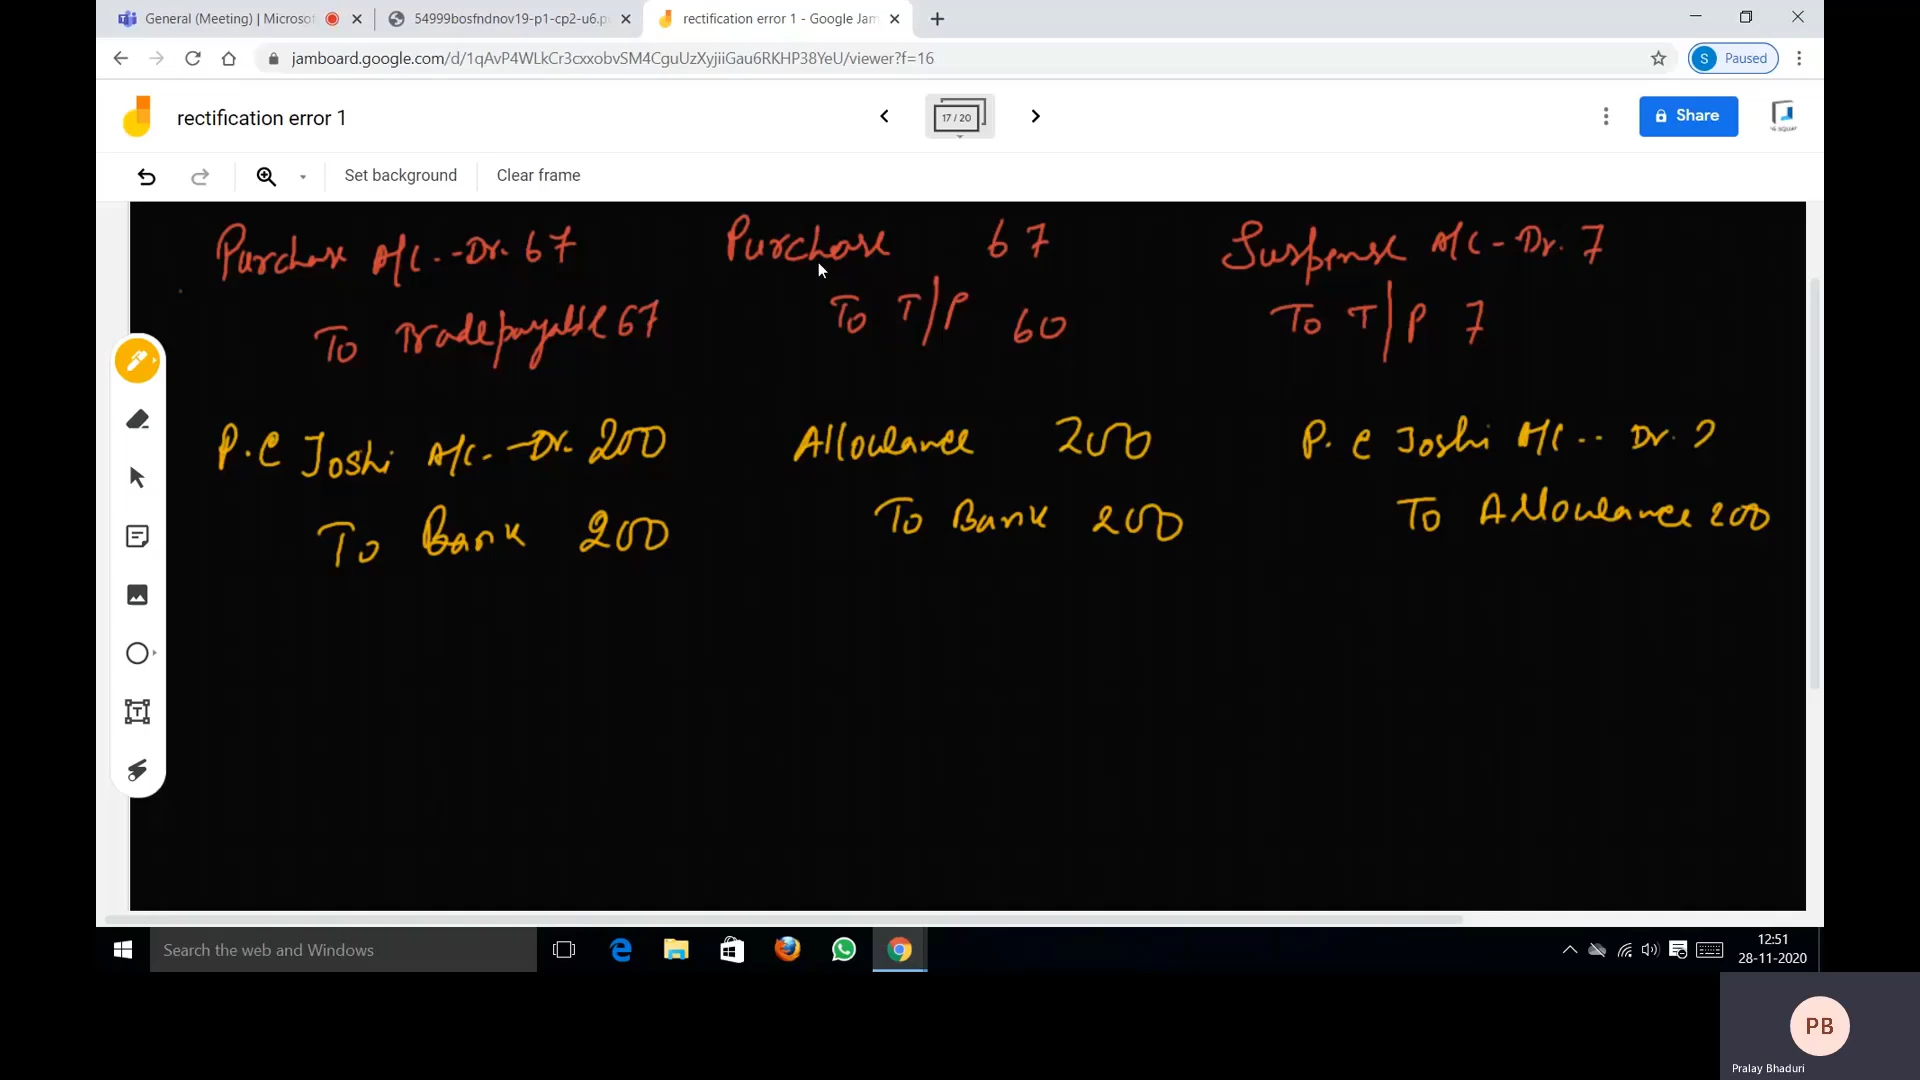 General (Meeting) | Microsof
54999bosfndnov19-p1-cp2-u6.p
rectification error 1 - Google Jam
jamboard.google.com/d/1qAvP4WLkCr3cxxobvSM4CguUzXyjiiGau6RKHP38YeU/viewer?f=16
S Paused
rectification error 1
17 / 20
Share
Set background
Clear frame
Purchase A/C.--Dr. 67
Purchase 67
Suspense A/C - Dr. 7
To Tradepayable 67
To T/P 60
To T/P 7
P.C Joshi A/C.-Dr. 200
Allowance 200
P. C Joshi A/C -- Dr. 2
To Bank 200
To Bank 200
To Allowance 200
Search the web and Windows
12:51
28-11-2020
PB
Pralay Bhaduri